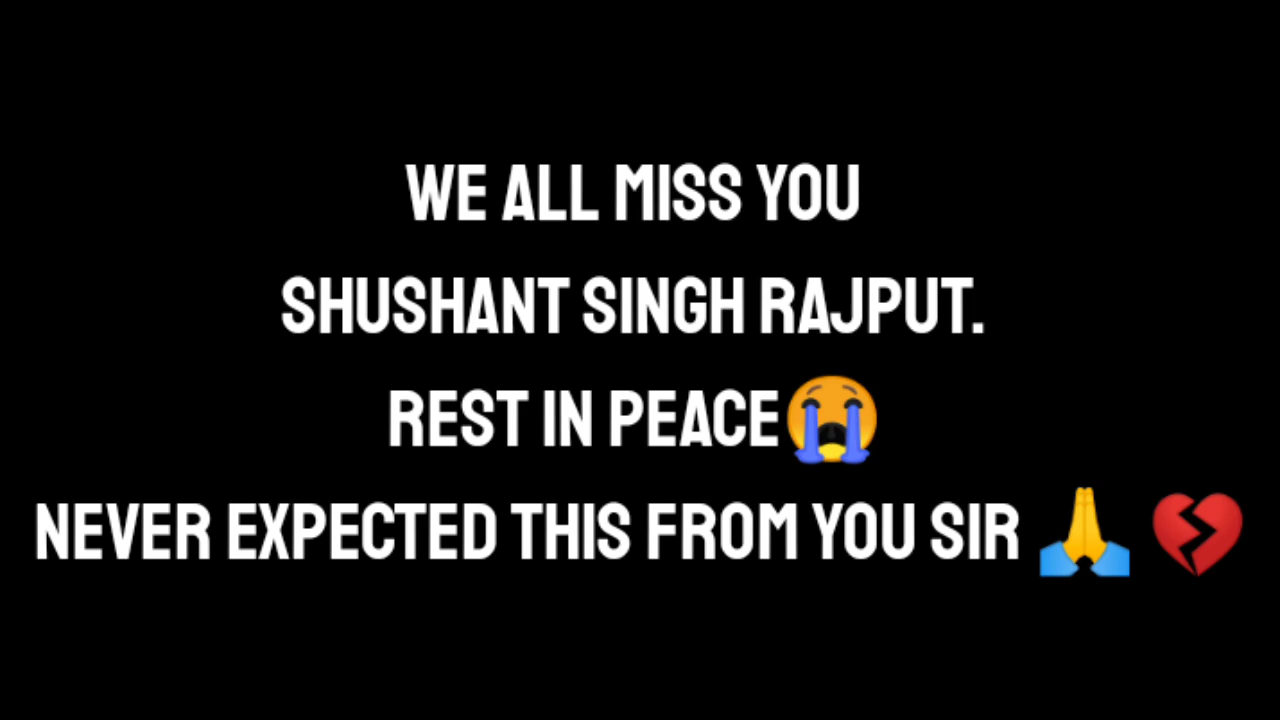 WE ALL MISS YOU
SHUSHANT SINGH RAJPUT.
REST IN PEACE😭
NEVER EXPECTED THIS FROM YOU SIR 🙏 💔